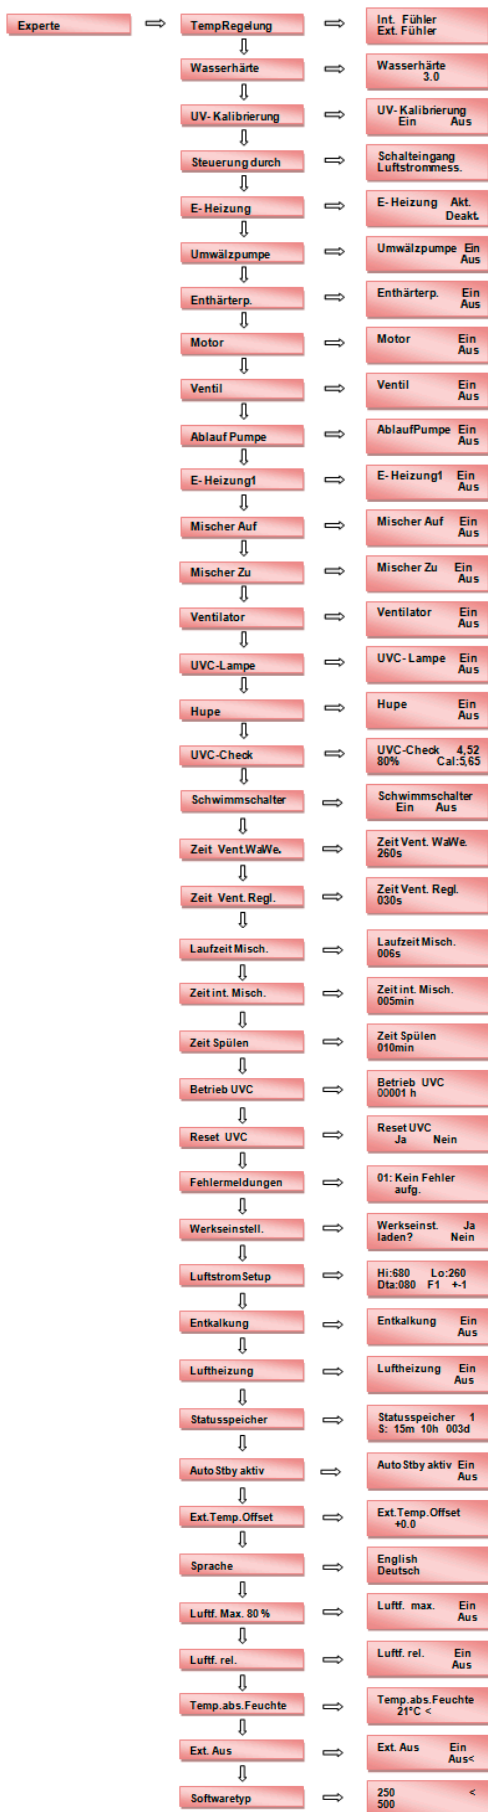 Experte
TempRegelung
Int. Fühler
Ext. Fühler
Wasserhärte
Wasserhärte
3.0
UV- Kalibrierung
UV- Kalibrierung
Ein Aus
Steuerung durch
Schalteingang
Luftstrommess.
E- Heizung
E- Heizung Akt.
Deakt.
Umwälzpumpe
Umwälzpumpe Ein
Aus
Enthärterp.
Enthärterp. Ein
Aus
Motor
Motor Ein
Aus
Ventil
Ventil Ein
Aus
Ablauf Pumpe
AblaufPumpe Ein
Aus
E- Heizung1
E- Heizung1 Ein
Aus
Mischer Auf
Mischer Auf Ein
Aus
Mischer Zu
Mischer Zu Ein
Aus
Ventilator
Ventilator Ein
Aus
UVC-Lampe
UVC- Lampe Ein
Aus
Hupe
Hupe Ein
Aus
UVC-Check
UVC-Check 4,52
80% Cal:5,65
Schwimmschalter
Schwimmschalter
Ein Aus
Zeit Vent.WaWe.
Zeit Vent. WaWe.
260s
Zeit Vent. Regl.
Zeit Vent. Regl.
030s
Laufzeit Misch.
Laufzeit Misch.
006s
Zeit int. Misch.
Zeit int. Misch.
005min
Zeit Spülen
Zeit Spülen
010min
Betrieb UVC
Betrieb UVC
00001 h
Reset UVC
Reset UVC
Ja Nein
Fehlermeldungen
01: Kein Fehler
aufg.
Werkseinstell.
Werkseinst. Ja
laden? Nein
LuftstromSetup
Hi:680 Lo:260
Dta:080 F1 +-1
Entkalkung
Entkalkung Ein
Aus
Luftheizung
Luftheizung Ein
Aus
Statusspeicher
Statusspeicher 1
S: 15m 10h 003d
Auto Stby aktiv
Auto Stby aktiv Ein
Aus
Ext.Temp.Offset
Ext.Temp.Offset
+0.0
Sprache
English
Deutsch
Luftf. Max. 80 %
Luftf. max. Ein
Aus
Luftf. rel.
Luftf. rel. Ein
Aus
Temp.abs.Feuchte
Temp.abs.Feuchte
21°C <
Ext. Aus
Ext. Aus Ein
Aus<
Softwaretyp
250 <
500